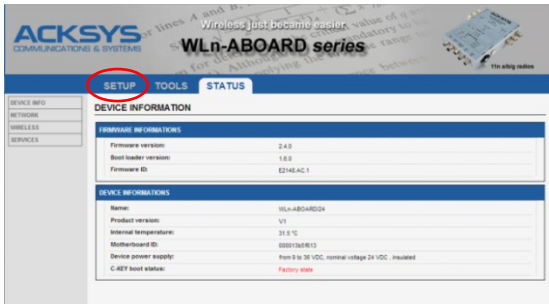 ACKSYS
COMMUNICATIONS & SYSTEMS
Wireless just became easier
WLn-ABOARD series
11n a/b/g radios
SETUP TOOLS STATUS
DEVICE INFO
NETWORK
WIRELESS
SERVICES
DEVICE INFORMATION
FIRMWARE INFORMATIONS
Firmware version: 2.4.0
Boot loader version: 1.6.0
Firmware ID: E2148.AC.1
DEVICE INFORMATIONS
Name: WLn-ABOARD/24
Product version: V1
Internal temperature: 31.5 °C
Motherboard ID:
Device power supply: from 9 to 36 VDC, nominal voltage 24 VDC , insulated
C-KEY boot status: Factory state